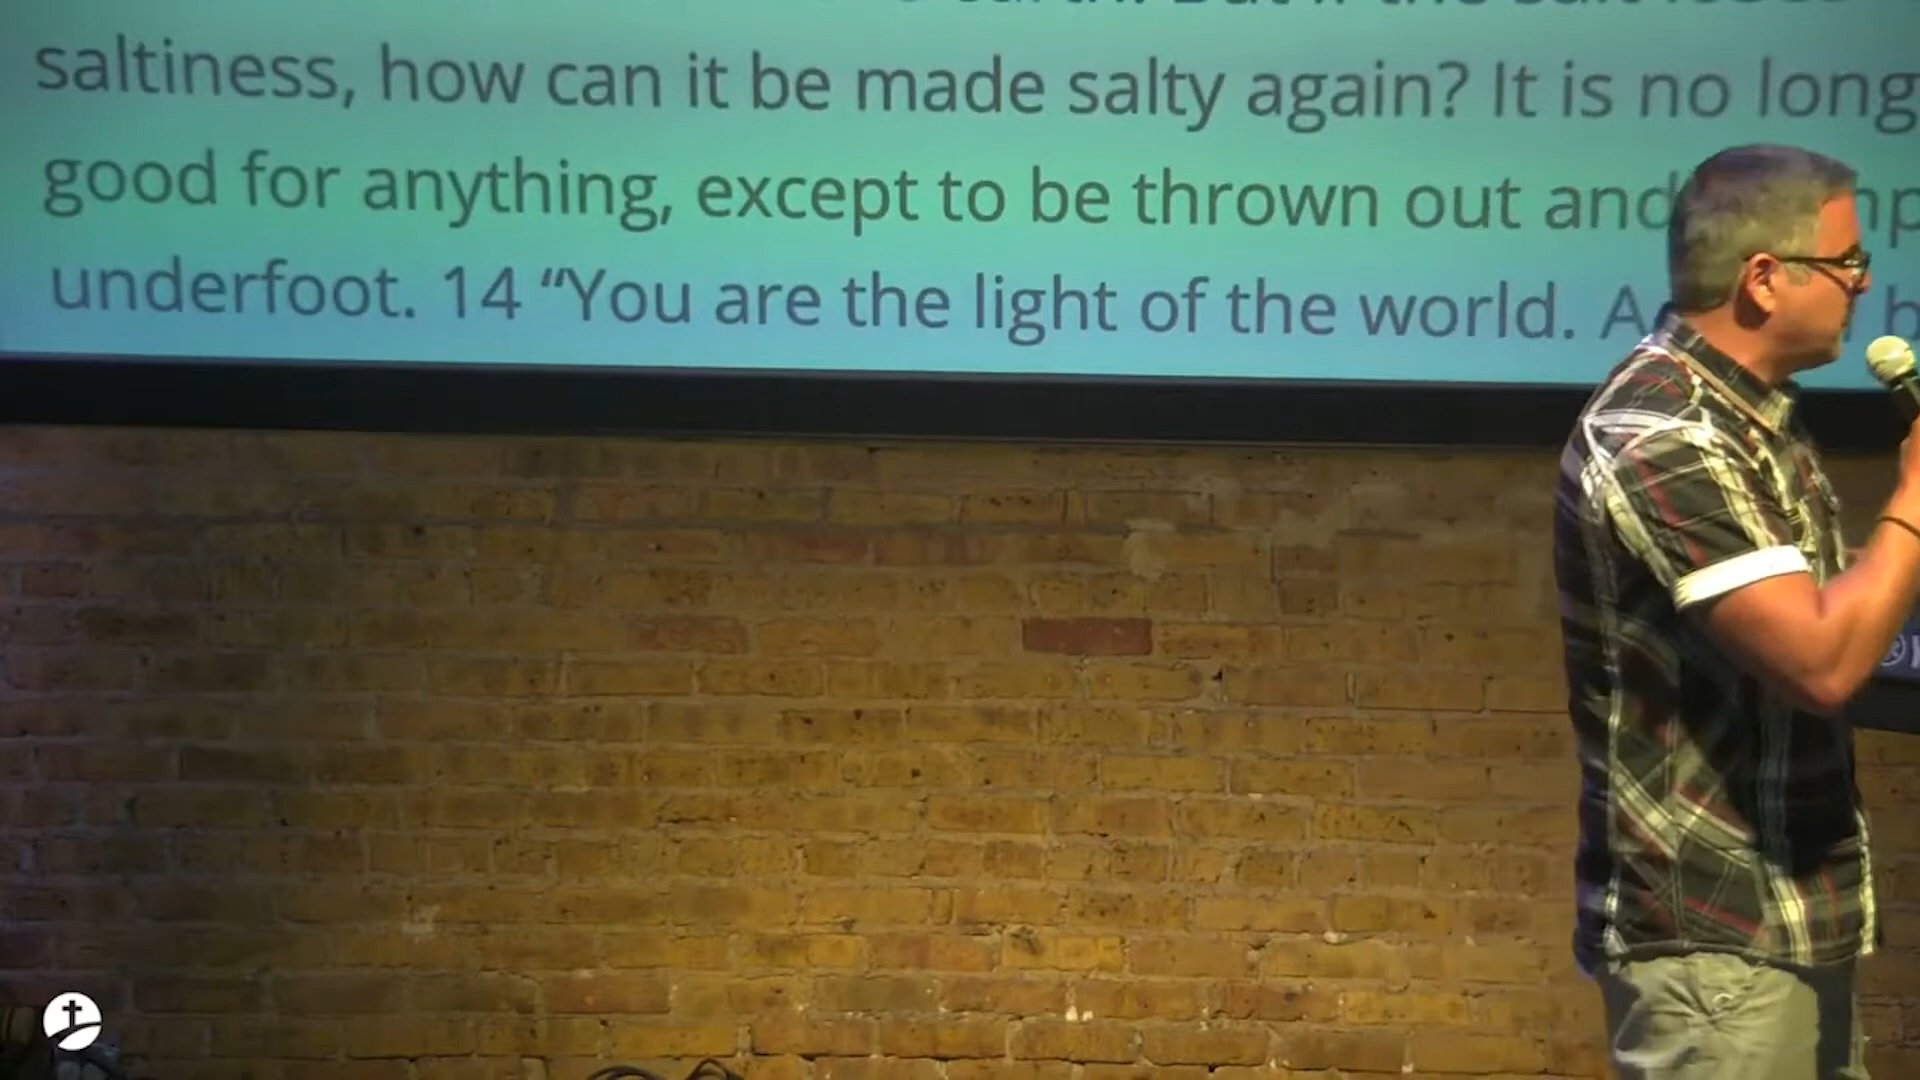 saltiness, how can it be made salty again? It is no long
good for anything, except to be thrown out and
underfoot. 14 “You are the light of the world. A